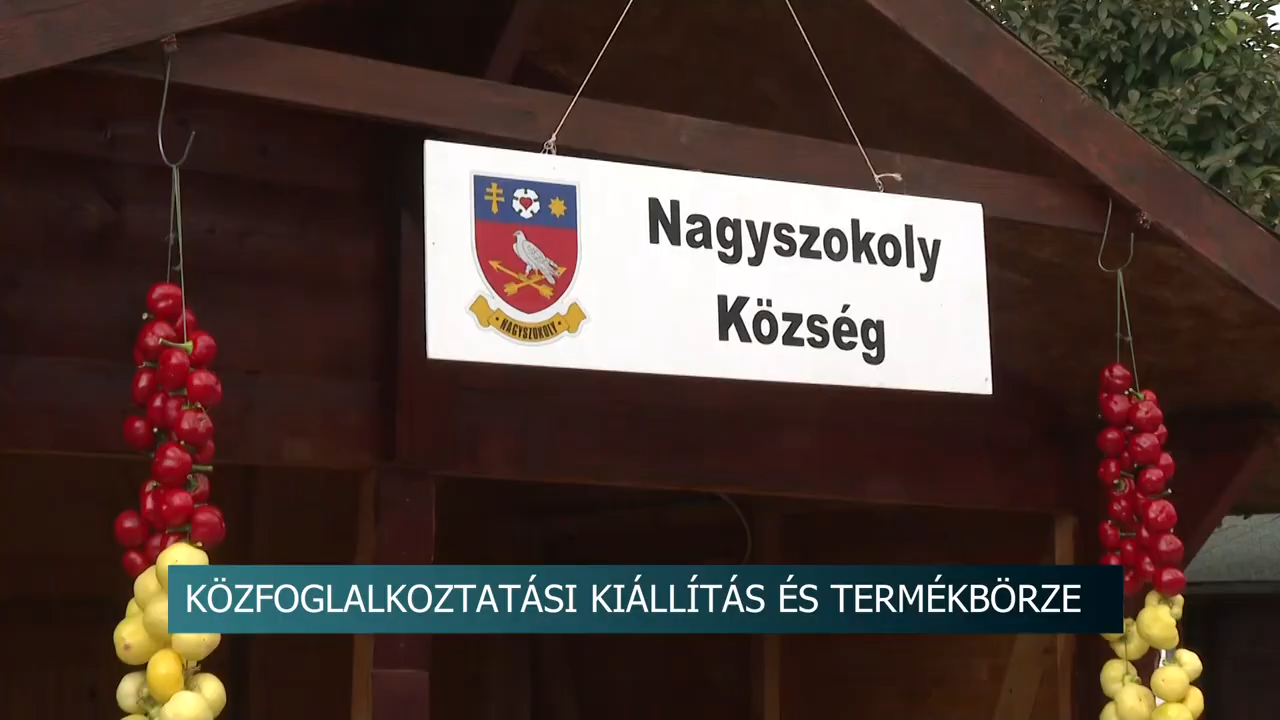 Nagyszokoly
Község
NAGYSZOKOLY
KÖZFOGLALKOZTATÁSI KIÁLLÍTÁS ÉS TERMÉKBÖRZE